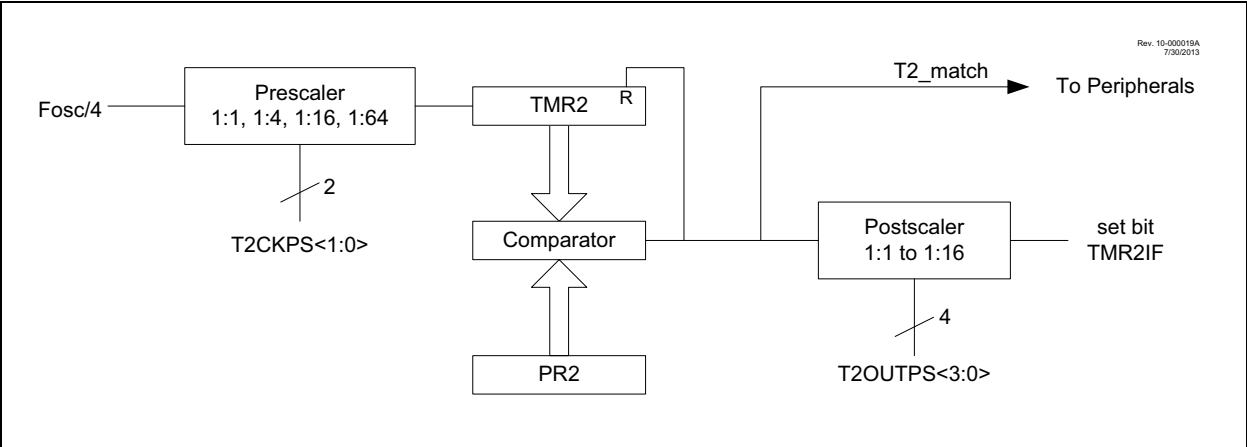 Rev. 10-000019A
7/30/2013
T2_match
To Peripherals
Fosc/4
Prescaler
1:1, 1:4, 1:16, 1:64
TMR2
R
2
T2CKPS<1:0>
Comparator
Postscaler
1:1 to 1:16
set bit
TMR2IF
4
PR2
T2OUTPS<3:0>